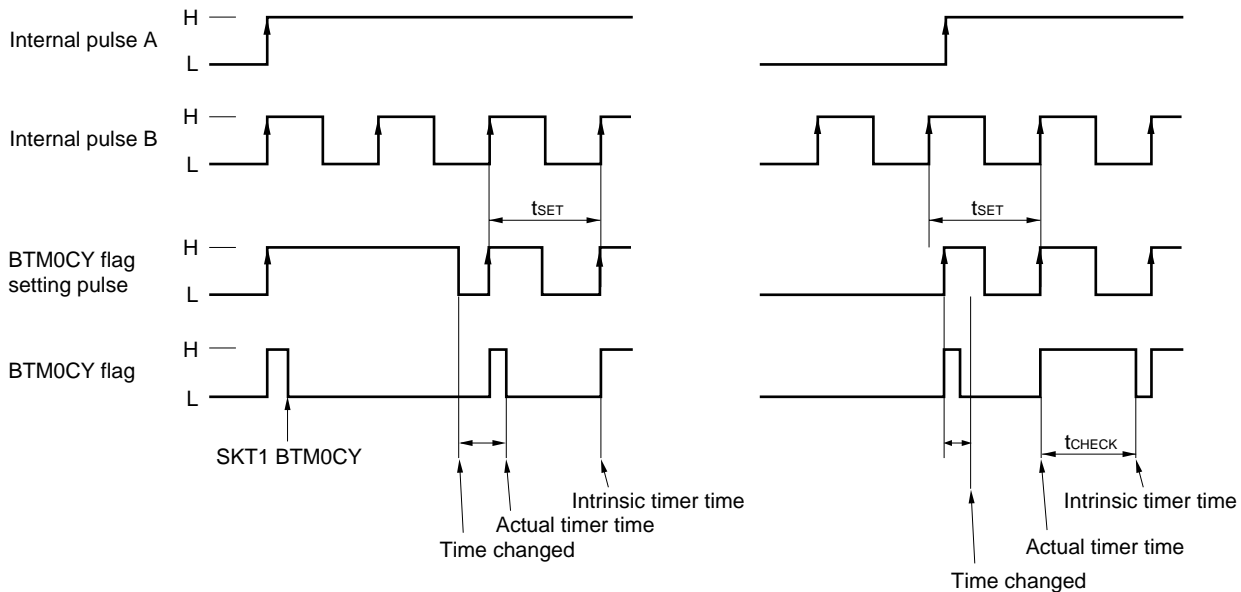 H
Internal pulse A
L
H
Internal pulse B
L
tSET
tSET
H
BTM0CY flag
setting pulse
L
H
BTM0CY flag
L
SKT1 BTM0CY
tCHECK
Intrinsic timer time
Intrinsic timer time
Actual timer time
Time changed
Actual timer time
Time changed